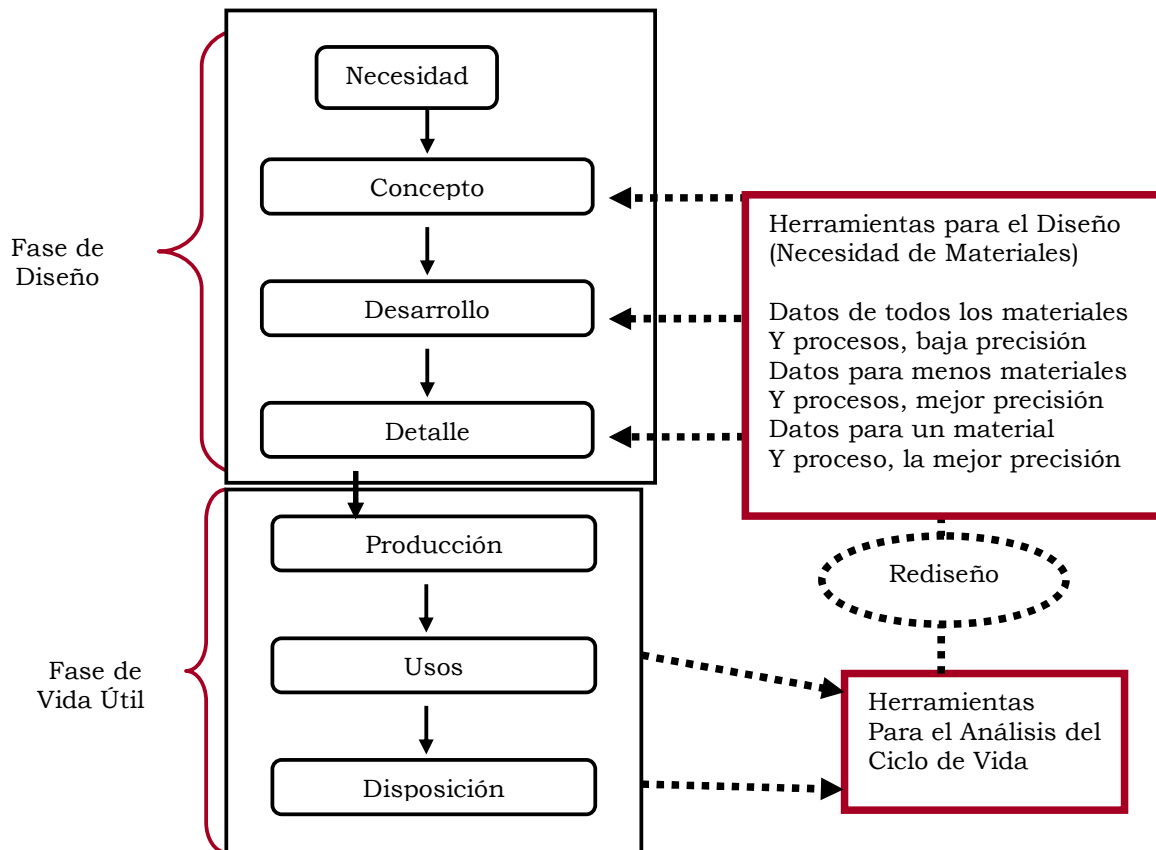 Necesidad
Concepto
Fase de
Diseño
Desarrollo
Detalle
Herramientas para el Diseño
(Necesidad de Materiales)
Datos de todos los materiales
Y procesos, baja precisión
Datos para menos materiales
Y procesos, mejor precisión
Datos para un material
Y proceso, la mejor precisión
Producción
Rediseño
Fase de
Vida Útil
Usos
Disposición
Herramientas
Para el Análisis del
Ciclo de Vida